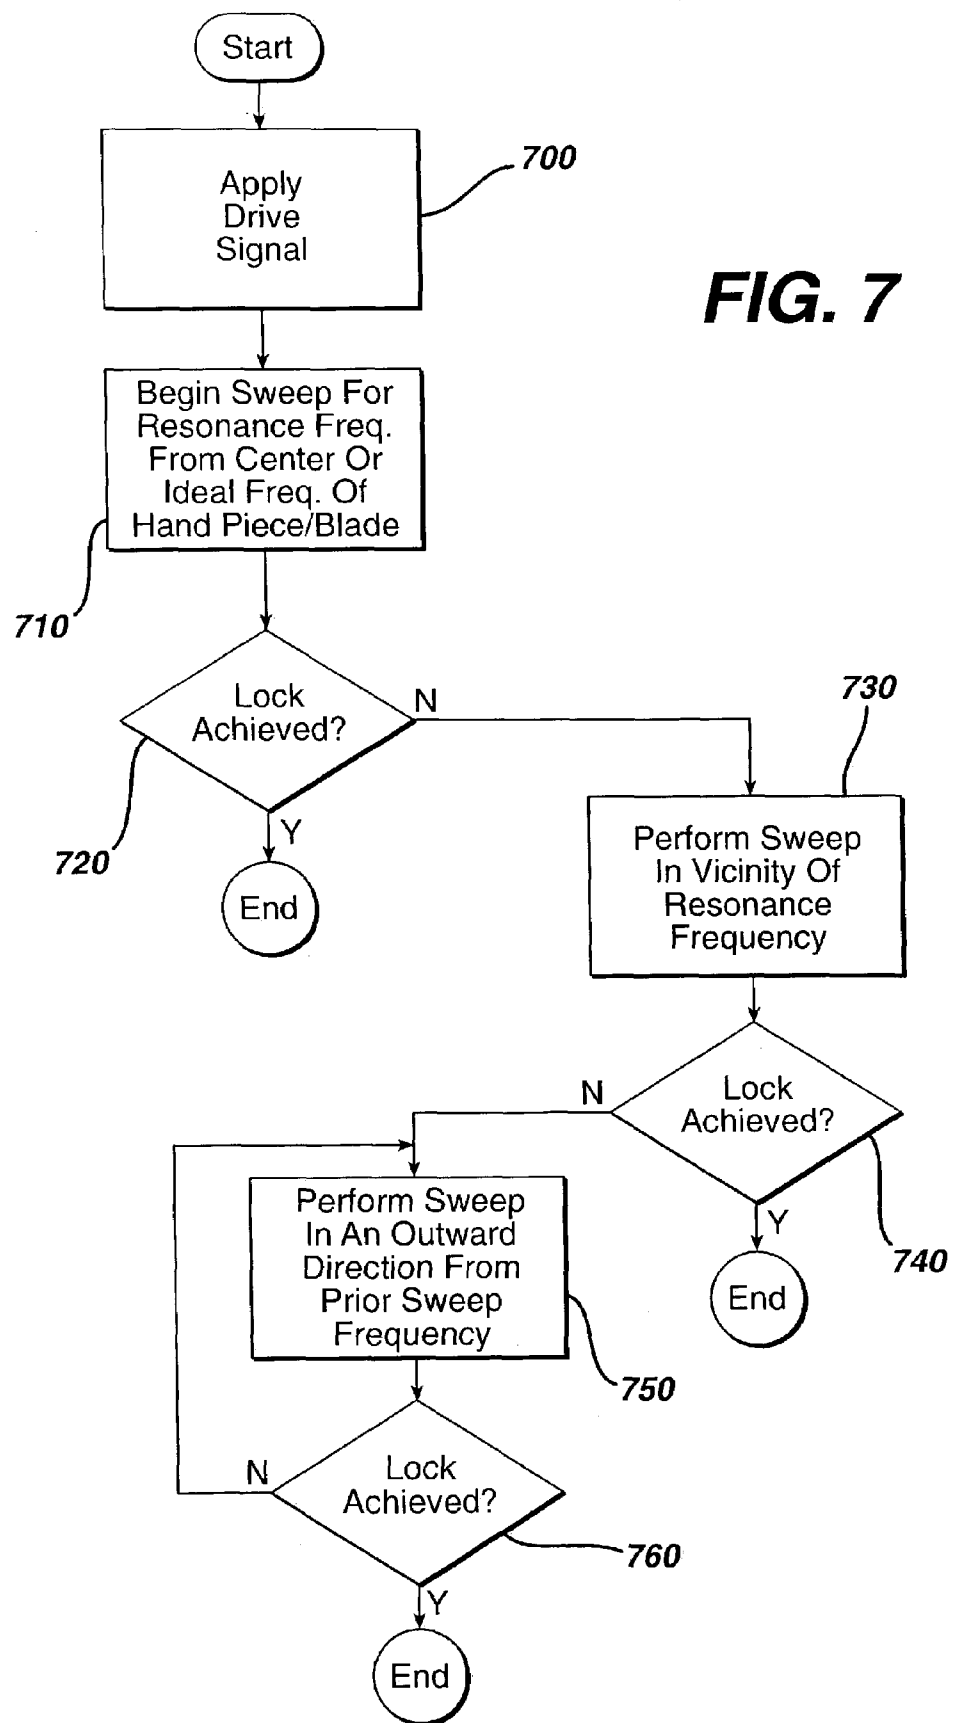 Start
Apply
Drive
Signal
700
FIG. 7
Begin Sweep For
Resonance Freq.
From Center Or
Ideal Freq. Of
Hand Piece/Blade
710
Lock
Achieved?
N
720
Y
End
730
Perform Sweep
In Vicinity Of
Resonance
Frequency
Lock
Achieved?
N
740
Y
End
Perform Sweep
In An Outward
Direction From
Prior Sweep
Frequency
750
Lock
Achieved?
N
760
Y
End